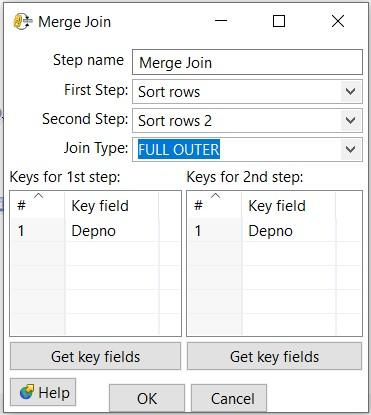 Merge Join
Step name Merge Join
First Step: Sort rows
Second Step: Sort rows 2
Join Type: FULL OUTER
Keys for 1st step: Keys for 2nd step:
# Key field # Key field
1 Depno 1 Depno
Get key fields Get key fields
Help OK Cancel